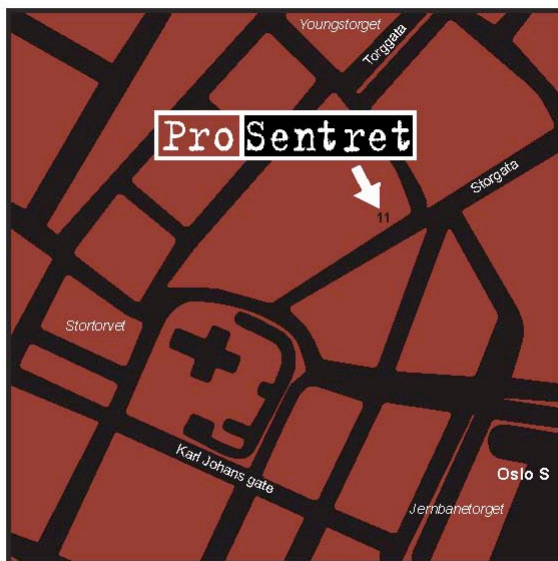 Youngstorget
Torggata
ProSentret
Storgata
11
Stortorvet
Karl Johans gate
Oslo S
Jernbanetorget